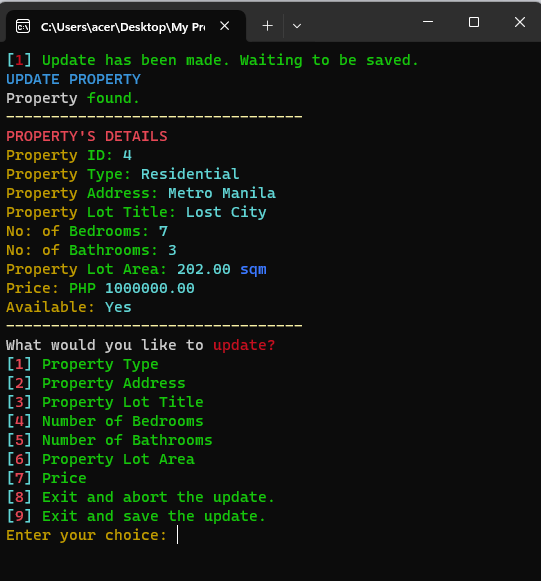 C:\Users\acer\Desktop\My Pr
[1] Update has been made. Waiting to be saved.
UPDATE PROPERTY
Property found.
---------------------------------
PROPERTY'S DETAILS
Property ID: 4
Property Type: Residential
Property Address: Metro Manila
Property Lot Title: Lost City
No: of Bedrooms: 7
No: of Bathrooms: 3
Property Lot Area: 202.00 sqm
Price: PHP 1000000.00
Available: Yes
---------------------------------
What would you like to update?
[1] Property Type
[2] Property Address
[3] Property Lot Title
[4] Number of Bedrooms
[5] Number of Bathrooms
[6] Property Lot Area
[7] Price
[8] Exit and abort the update.
[9] Exit and save the update.
Enter your choice: